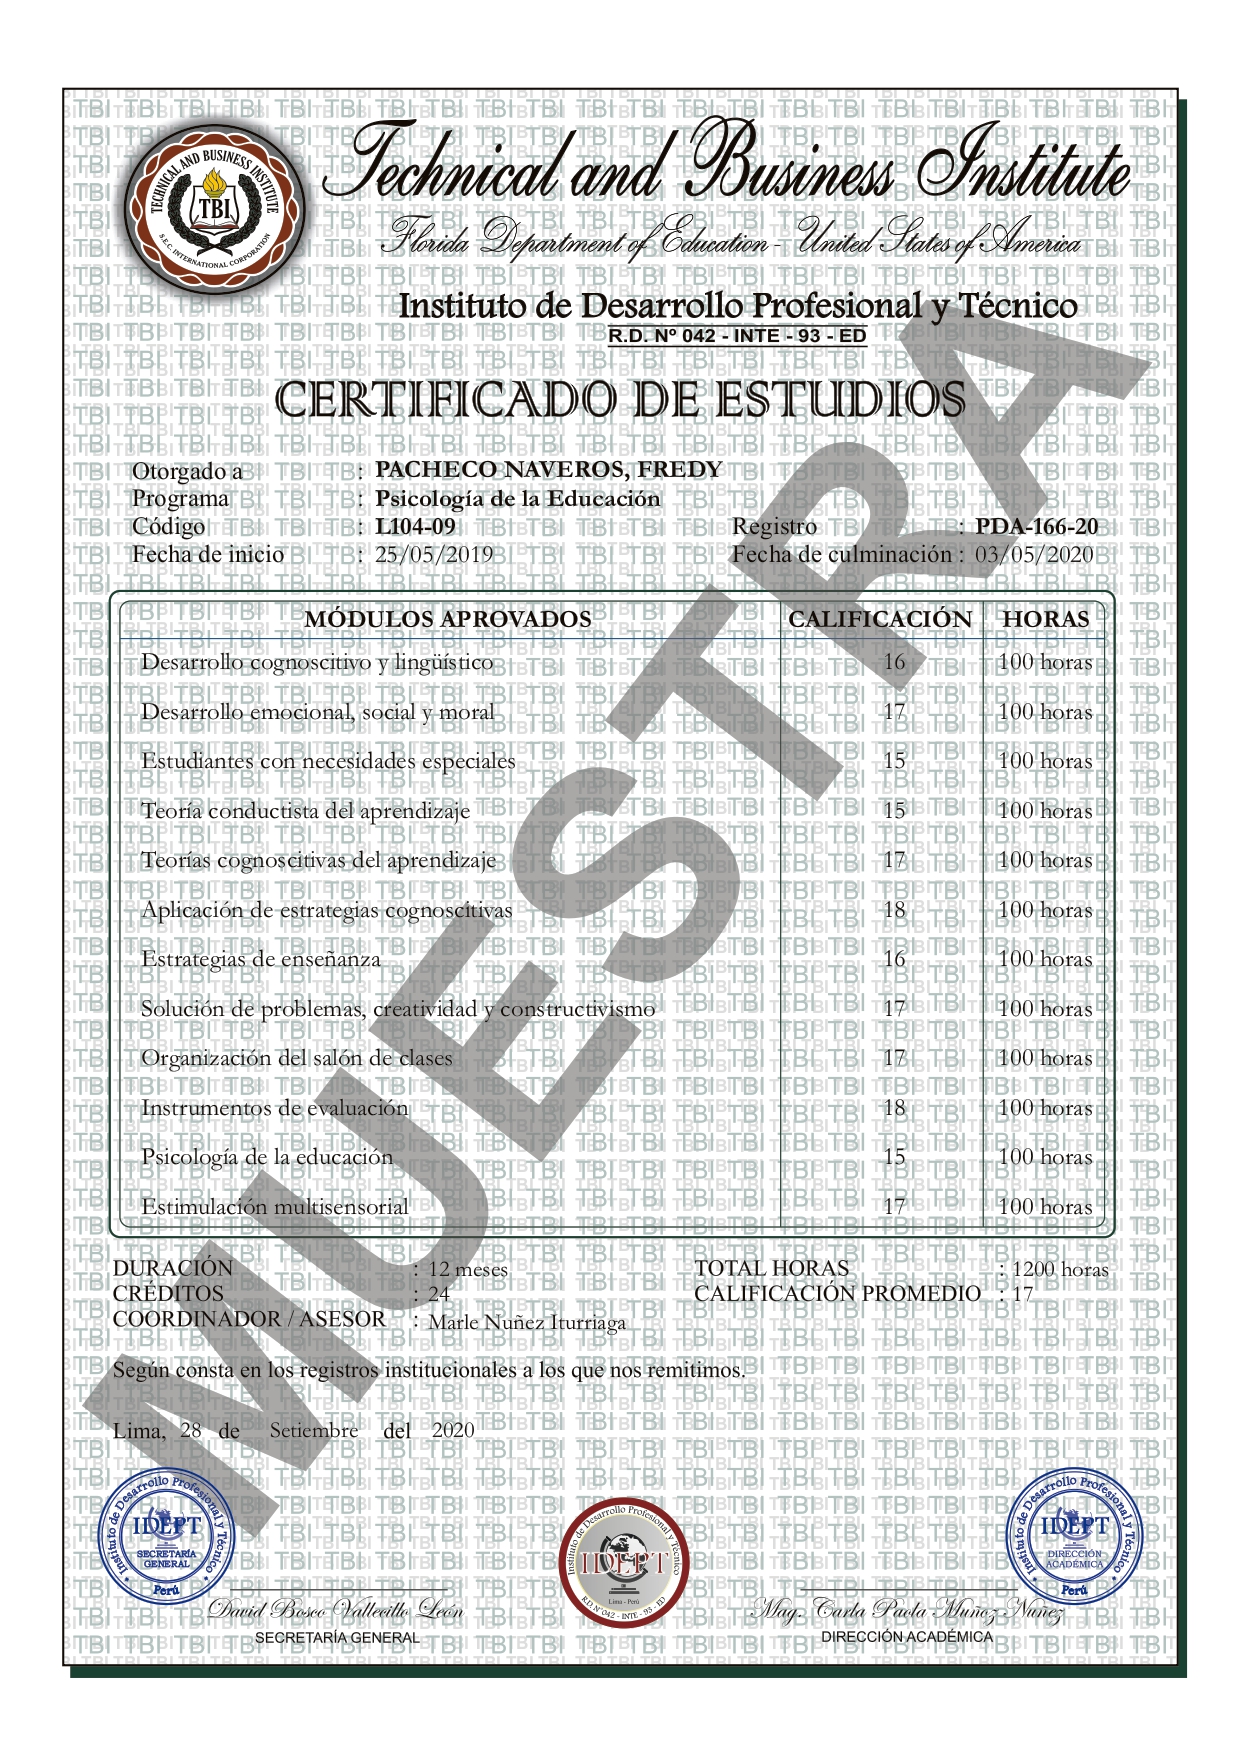 Technical and Business Institute
Florida Department of Education - United States of America
TECHNICAL AND BUSINESS INSTITUTE
TBI
S.E.C. INTERNATIONAL CORPORATION
Instituto de Desarrollo Profesional y Técnico
R.D. Nº 042 - INTE - 93 - ED
CERTIFICADO DE ESTUDIOS
Otorgado a : PACHECO NAVEROS, FREDY
Programa : Psicología de la Educación
Código : L104-09 Registro : PDA-166-20
Fecha de inicio : 25/05/2019 Fecha de culminación : 03/05/2020
MÓDULOS APROVADOS CALIFICACIÓN HORAS
Desarrollo cognoscitivo y lingüístico 16 100 horas
Desarrollo emocional, social y moral 17 100 horas
Estudiantes con necesidades especiales 15 100 horas
Teoría conductista del aprendizaje 15 100 horas
Teorías cognoscitivas del aprendizaje 17 100 horas
Aplicación de estrategias cognoscitivas 18 100 horas
Estrategias de enseñanza 16 100 horas
Solución de problemas, creatividad y constructivismo 17 100 horas
Organización del salón de clases 17 100 horas
Instrumentos de evaluación 18 100 horas
Psicología de la educación 15 100 horas
Estimulación multisensorial 17 100 horas
MUESTRA
DURACIÓN : 12 meses TOTAL HORAS : 1200 horas
CRÉDITOS : 24 CALIFICACIÓN PROMEDIO : 17
COORDINADOR / ASESOR : Marle Nuñez Iturriaga
Según consta en los registros institucionales a los que nos remitimos.
Lima, 28 de Setiembre del 2020
Instituto de Desarrollo Profesional y Técnico
IDEPT
SECRETARÍA
GENERAL
Perú
Instituto de Desarrollo Profesional y Técnico
IDEPT
Lima - Perú
R.D. Nº 042 - INTE - 93 - ED
Instituto de Desarrollo Profesional y Técnico
IDEPT
DIRECCIÓN
ACADÉMICA
Perú
David Bosco Vallecillo León
SECRETARÍA GENERAL
Mag. Carla Paola Muñoz Nuñez
DIRECCIÓN ACADÉMICA